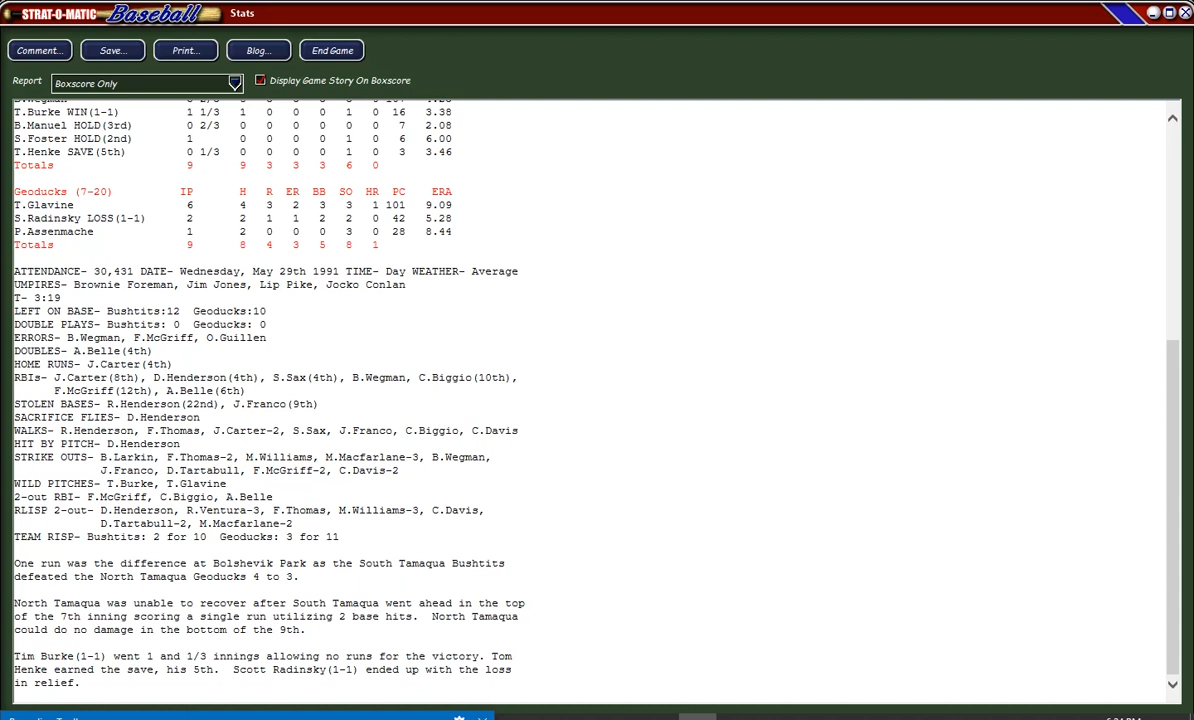 STRAT-O-MATIC Baseball Stats
Comment... Save... Print... Blog... End Game
Report Boxscore Only Display Game Story On Boxscore
T.Burke WIN(1-1) 1 1/3 1 0 0 0 1 0 16 3.38
B.Manuel HOLD(3rd) 0 2/3 0 0 0 0 0 0 7 2.08
S.Foster HOLD(2nd) 1 0 0 0 0 1 0 6 6.00
T.Henke SAVE(5th) 0 1/3 0 0 0 0 1 0 3 3.46
Totals 9 9 3 3 3 6 0
Geoducks (7-20) IP H R ER BB SO HR PC ERA
T.Glavine 6 4 3 2 3 3 1 101 9.09
S.Radinsky LOSS(1-1) 2 2 1 1 2 2 0 42 5.28
P.Assenmache 1 2 0 0 0 3 0 28 8.44
Totals 9 8 4 3 5 8 1
ATTENDANCE- 30,431 DATE- Wednesday, May 29th 1991 TIME- Day WEATHER- Average
UMPIRES- Brownie Foreman, Jim Jones, Lip Pike, Jocko Conlan
T- 3:19
LEFT ON BASE- Bushtits:12 Geoducks:10
DOUBLE PLAYS- Bushtits: 0 Geoducks: 0
ERRORS- B.Wegman, F.McGriff, O.Guillen
DOUBLES- A.Belle(4th)
HOME RUNS- J.Carter(4th)
RBIs- J.Carter(8th), D.Henderson(4th), S.Sax(4th), B.Wegman, C.Biggio(10th),
F.McGriff(12th), A.Belle(6th)
STOLEN BASES- R.Henderson(22nd), J.Franco(9th)
SACRIFICE FLIES- D.Henderson
WALKS- R.Henderson, F.Thomas, J.Carter-2, S.Sax, J.Franco, C.Biggio, C.Davis
HIT BY PITCH- D.Henderson
STRIKE OUTS- B.Larkin, F.Thomas-2, M.Williams, M.Macfarlane-3, B.Wegman,
J.Franco, D.Tartabull, F.McGriff-2, C.Davis-2
WILD PITCHES- T.Burke, T.Glavine
2-out RBI- F.McGriff, C.Biggio, A.Belle
RLISP 2-out- D.Henderson, R.Ventura-3, F.Thomas, M.Williams-3, C.Davis,
D.Tartabull-2, M.Macfarlane-2
TEAM RISP- Bushtits: 2 for 10 Geoducks: 3 for 11
One run was the difference at Bolshevik Park as the South Tamaqua Bushtits
defeated the North Tamaqua Geoducks 4 to 3.
North Tamaqua was unable to recover after South Tamaqua went ahead in the top
of the 7th inning scoring a single run utilizing 2 base hits. North Tamaqua
could do no damage in the bottom of the 9th.
Tim Burke(1-1) went 1 and 1/3 innings allowing no runs for the victory. Tom
Henke earned the save, his 5th. Scott Radinsky(1-1) ended up with the loss
in relief.